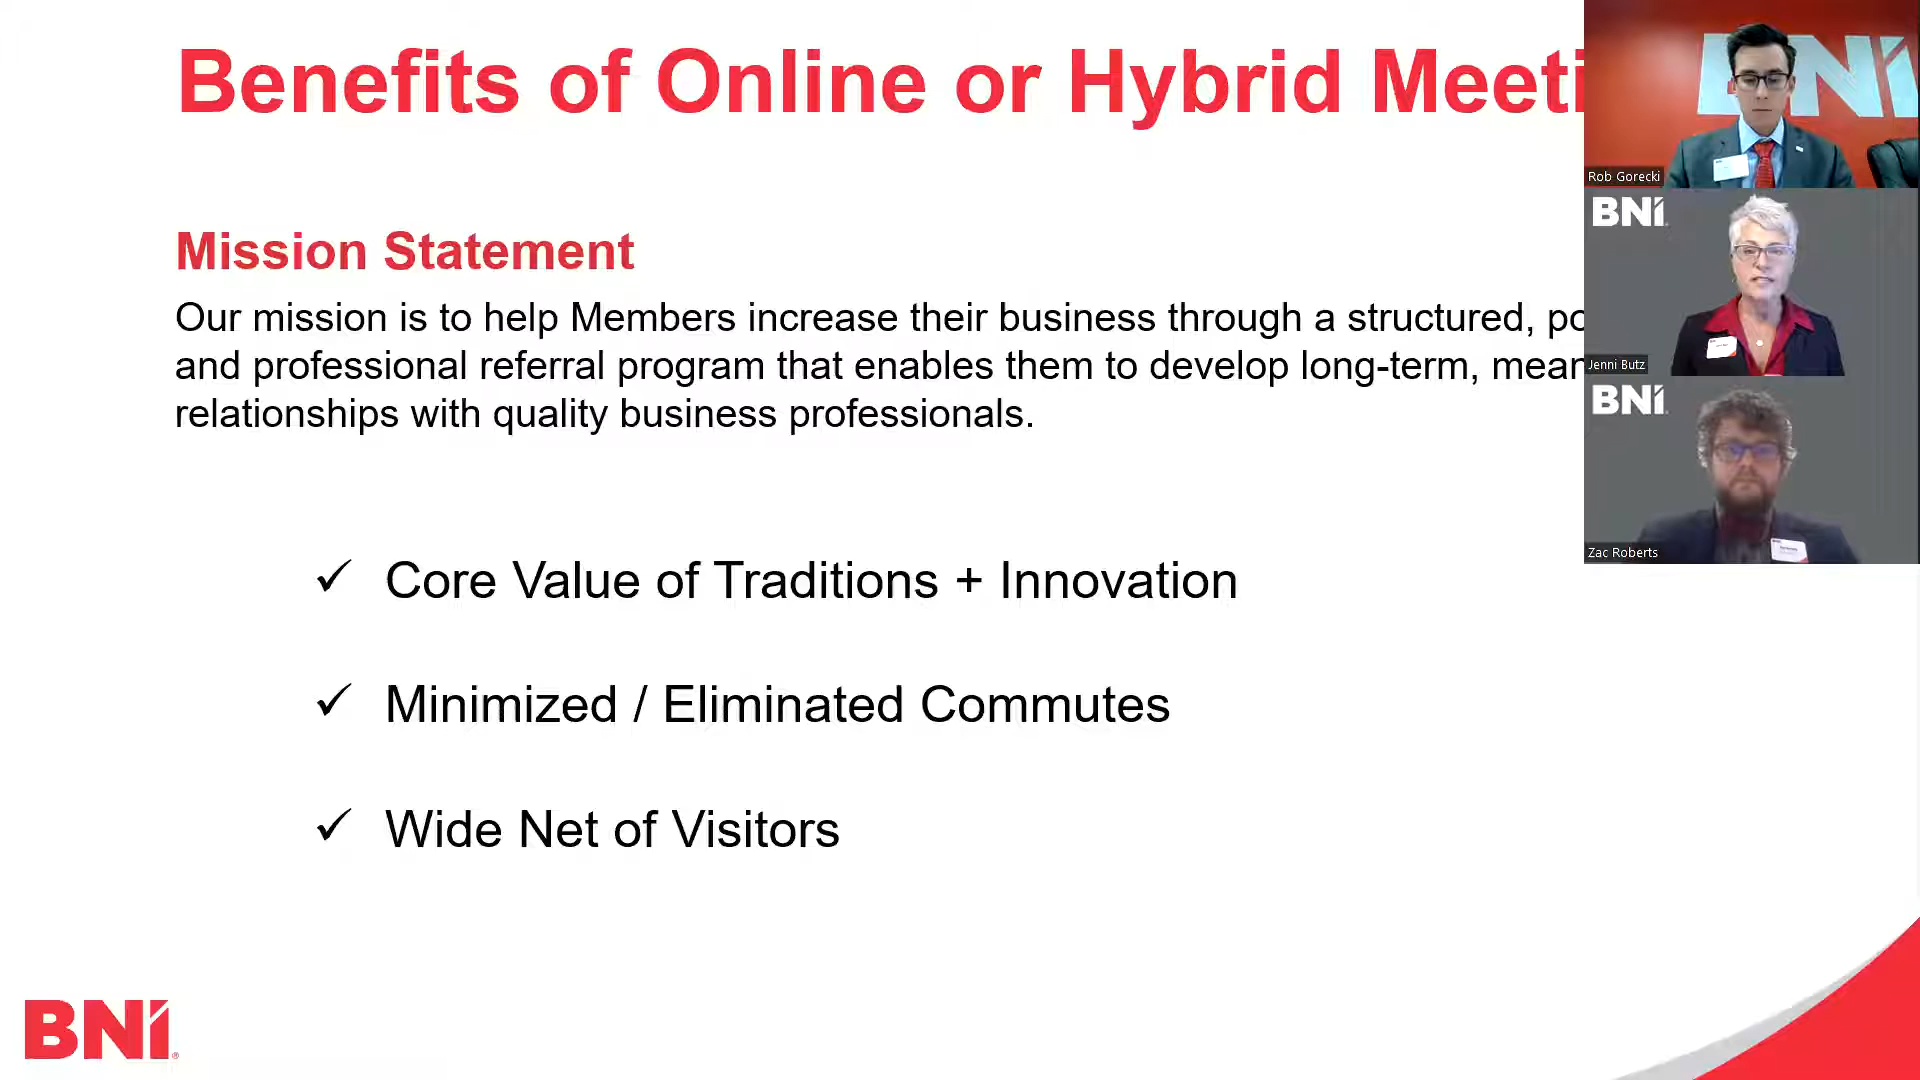 Benefits of Online or Hybrid Meeti
Mission Statement
Our mission is to help Members increase their business through a structured, po
and professional referral program that enables them to develop long-term, mean
relationships with quality business professionals.
✓ Core Value of Traditions + Innovation
✓ Minimized / Eliminated Commutes
✓ Wide Net of Visitors
BNI®
BNI
Rob Gorecki
BNI
Jenni Butz
BNI
Zac Roberts